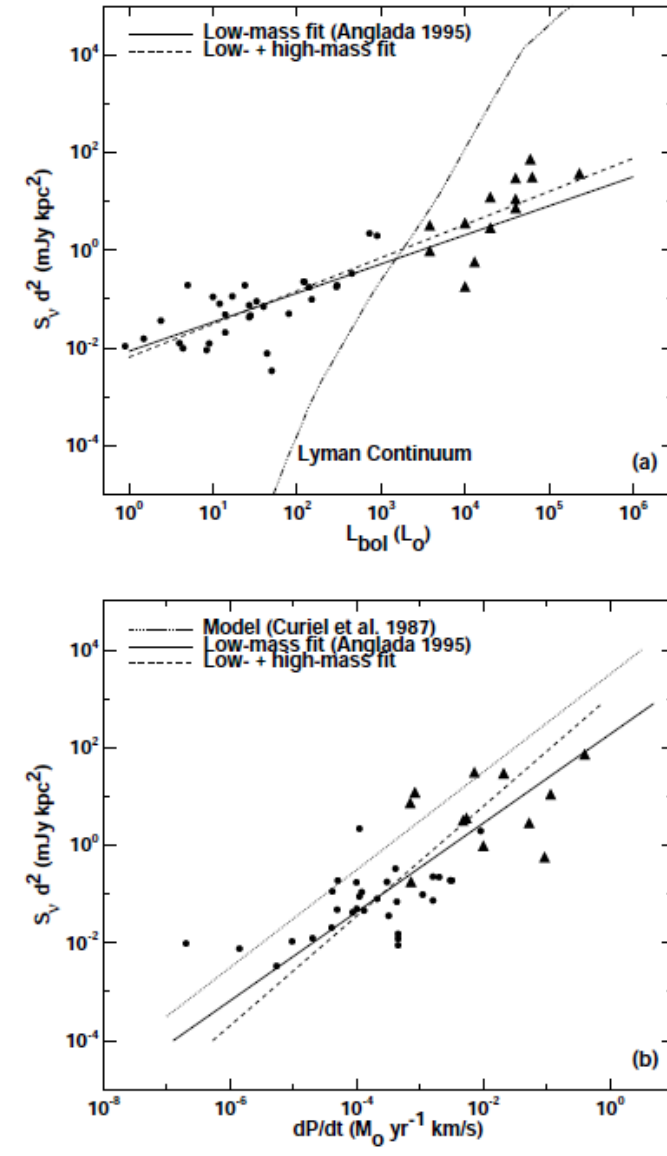 Low-mass fit (Anglada 1995)
Low- + high-mass fit
10⁴
10²
10⁰
10⁻²
10⁻⁴
S_ν d² (mJy kpc²)
Lyman Continuum
(a)
10⁰ 10¹ 10² 10³ 10⁴ 10⁵ 10⁶
L_bol (L_o)
Model (Curiel et al. 1987)
Low-mass fit (Anglada 1995)
Low- + high-mass fit
10⁴
10²
10⁰
10⁻²
10⁻⁴
S_ν d² (mJy kpc²)
(b)
10⁻⁸ 10⁻⁶ 10⁻⁴ 10⁻² 10⁰
dP/dt (M_o yr⁻¹ km/s)